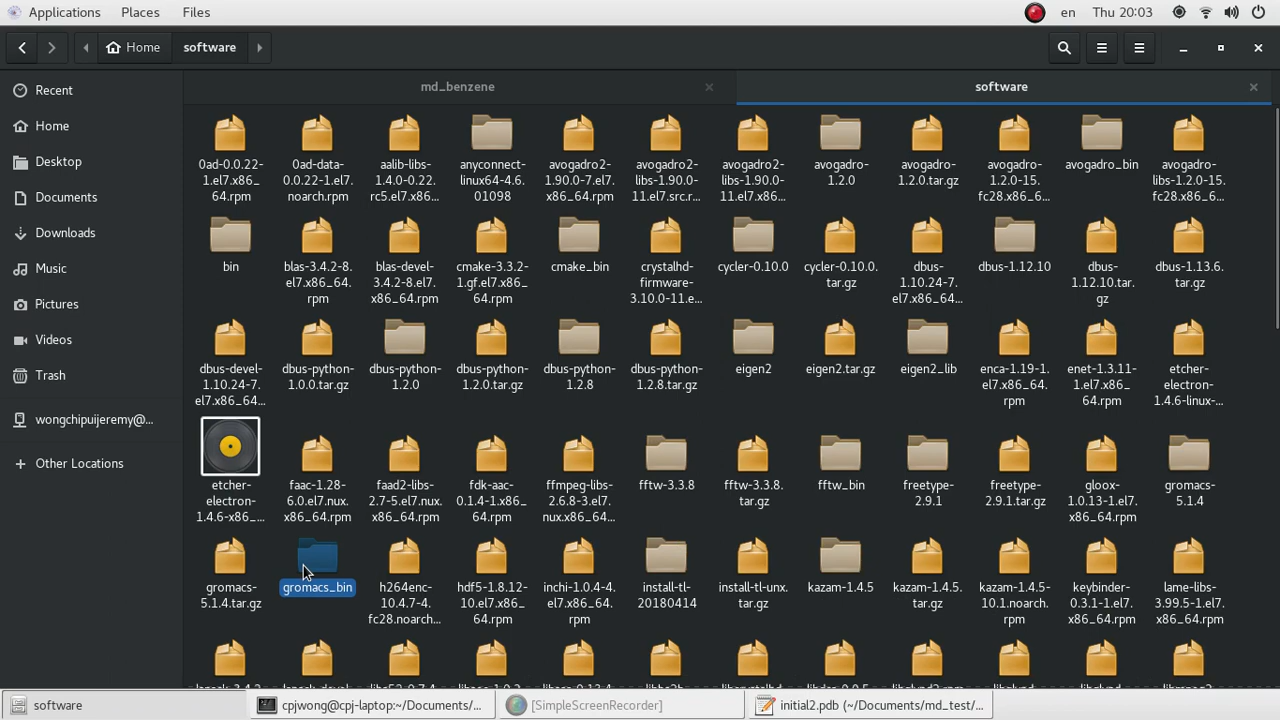 Applications Places Files en Thu 20:03
Home software
md_benzene software
Recent
Home
Desktop
Documents
Downloads
Music
Pictures
Videos
Trash
wongchipuijeremy@...
Other Locations
0ad-0.0.22-
1.el7.x86_
64.rpm
0ad-data-
0.0.22-1.el7.
noarch.rpm
aalib-libs-
1.4.0-0.22.
rc5.el7.x86...
anyconnect-
linux64-4.6.
01098
avogadro2-
1.90.0-7.el7.
x86_64.rpm
avogadro2-
libs-1.90.0-
11.el7.src.r...
avogadro2-
libs-1.90.0-
11.el7.x86...
avogadro-
1.2.0
avogadro-
1.2.0.tar.gz
avogadro-
1.2.0-15.
fc28.x86_6...
avogadro_bin
avogadro-
libs-1.2.0-15.
fc28.x86_6...
bin
blas-3.4.2-8.
el7.x86_64.
rpm
blas-devel-
3.4.2-8.el7.
x86_64.rpm
cmake-3.3.2-
1.gf.el7.x86_
64.rpm
cmake_bin
crystalhd-
firmware-
3.10.0-11.e...
cycler-0.10.0
cycler-0.10.0.
tar.gz
dbus-
1.10.24-7.
el7.x86_64...
dbus-1.12.10
dbus-
1.12.10.tar.
gz
dbus-1.13.6.
tar.gz
dbus-devel-
1.10.24-7.
el7.x86_64...
dbus-python-
1.0.0.tar.gz
dbus-python-
1.2.0
dbus-python-
1.2.0.tar.gz
dbus-python-
1.2.8
dbus-python-
1.2.8.tar.gz
eigen2
eigen2.tar.gz
eigen2_lib
enca-1.19-1.
el7.x86_64.
rpm
enet-1.3.11-
1.el7.x86_
64.rpm
etcher-
electron-
1.4.6-linux-...
etcher-
electron-
1.4.6-x86_...
faac-1.28-
6.0.el7.nux.
x86_64.rpm
faad2-libs-
2.7-5.el7.nux.
x86_64.rpm
fdk-aac-
0.1.4-1.x86_
64.rpm
ffmpeg-libs-
2.6.8-3.el7.
nux.x86_64...
fftw-3.3.8
fftw-3.3.8.
tar.gz
fftw_bin
freetype-
2.9.1
freetype-
2.9.1.tar.gz
gloox-
1.0.13-1.el7.
x86_64.rpm
gromacs-
5.1.4
gromacs-
5.1.4.tar.gz
gromacs_bin
h264enc-
10.4.7-4.
fc28.noarch...
hdf5-1.8.12-
10.el7.x86_
64.rpm
inchi-1.0.4-4.
el7.x86_64.
rpm
install-tl-
20180414
install-tl-unx.
tar.gz
kazam-1.4.5
kazam-1.4.5.
tar.gz
kazam-1.4.5-
10.1.noarch.
rpm
keybinder-
0.3.1-1.el7.
x86_64.rpm
lame-libs-
3.99.5-1.el7.
x86_64.rpm
software cpjwong@cpj-laptop:~/Documents/... [SimpleScreenRecorder] initial2.pdb (~/Documents/md_test/...